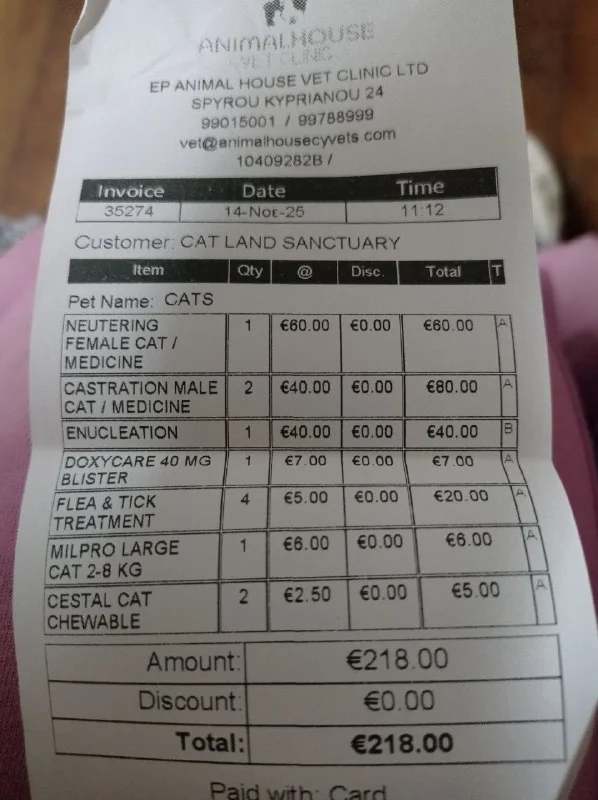 ANIMALHOUSE
VET CLINIC
EP ANIMAL HOUSE VET CLINIC LTD
SPYROU KYPRIANOU 24
99015001 / 99788999
vet@animalhousecyvets.com
10409282B /
Invoice Date Time
35274 14-Νοε-25 11:12
Customer: CAT LAND SANCTUARY
Item Qty @ Disc. Total T
Pet Name: CATS
NEUTERING 1 €60.00 €0.00 €60.00 A
FEMALE CAT /
MEDICINE
CASTRATION MALE 2 €40.00 €0.00 €80.00 A
CAT / MEDICINE
ENUCLEATION 1 €40.00 €0.00 €40.00 B
DOXYCARE 40 MG 1 €7.00 €0.00 €7.00 A
BLISTER
FLEA & TICK 4 €5.00 €0.00 €20.00 A
TREATMENT
MILPRO LARGE 1 €6.00 €0.00 €6.00 A
CAT 2-8 KG
CESTAL CAT 2 €2.50 €0.00 €5.00 A
CHEWABLE
Amount: €218.00
Discount: €0.00
Total: €218.00
Paid with: Card